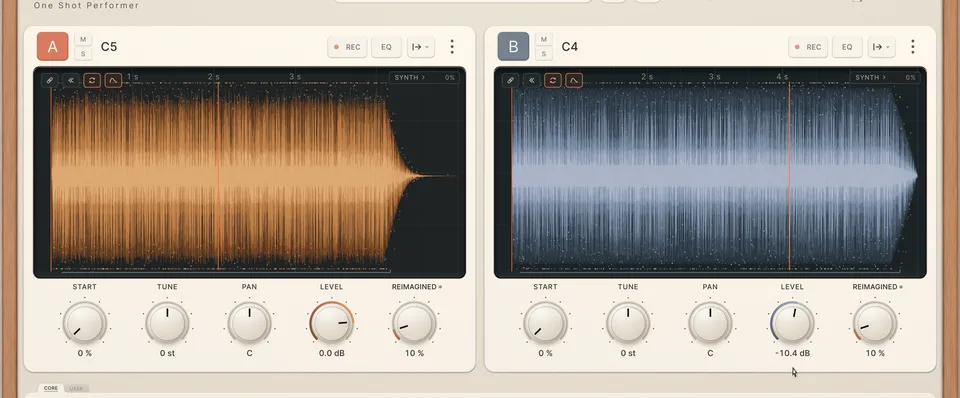 One Shot Performer
A
M
S
C5
REC
EQ
1 s
2 s
3 s
SYNTH
0%
START
TUNE
PAN
LEVEL
REIMAGINED
0 %
0 st
C
0.0 dB
10 %
B
M
S
C4
REC
EQ
2 s
3 s
4 s
SYNTH
0%
START
TUNE
PAN
LEVEL
REIMAGINED
0 %
0 st
C
-10.4 dB
10 %
CORE
USER